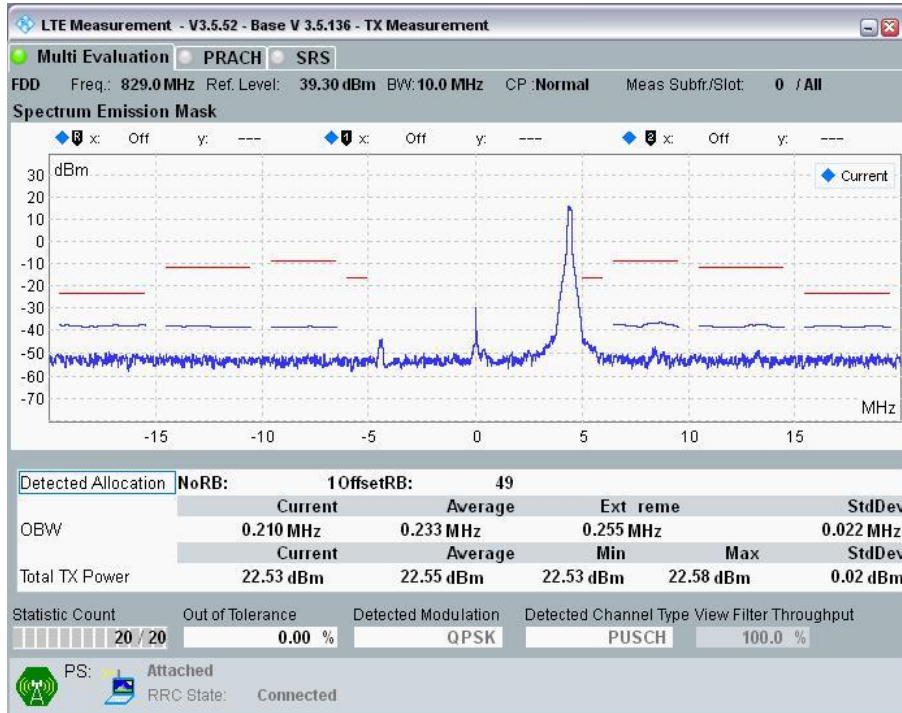 LTE Measurement - V3.5.52 - Base V 3.5.136 - TX Measurement
Multi Evaluation PRACH SRS
FDD Freq.: 829.0 MHz Ref. Level: 39.30 dBm BW: 10.0 MHz CP :Normal Meas Subfr./Slot: 0 / All
Spectrum Emission Mask
R x: Off y: --- 1 x: Off y: --- 2 x: Off y: ---
dBm
Current
30
20
10
0
-10
-20
-30
-40
-50
-60
-70
MHz
-15 -10 -5 0 5 10 15
Detected Allocation NoRB: 1 OffsetRB: 49
Current Average Ext reme StdDev
OBW 0.210 MHz 0.233 MHz 0.255 MHz 0.022 MHz
Current Average Min Max StdDev
Total TX Power 22.53 dBm 22.55 dBm 22.53 dBm 22.58 dBm 0.02 dBm
Statistic Count Out of Tolerance Detected Modulation Detected Channel Type View Filter Throughput
20 / 20 0.00 % QPSK PUSCH 100.0 %
PS: Attached
RRC State: Connected